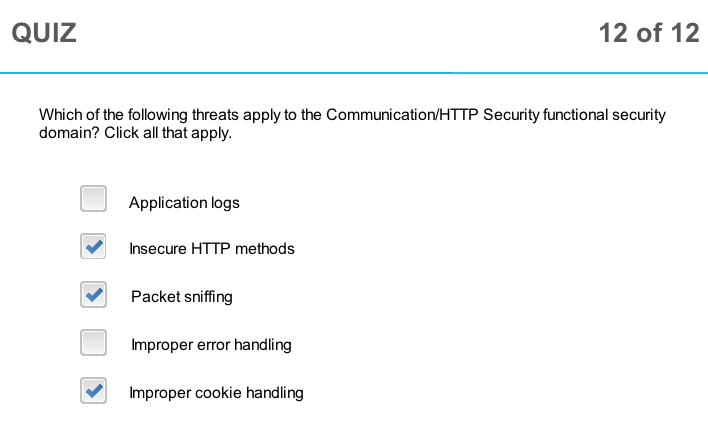 QUIZ
12 of 12
Which of the following threats apply to the Communication/HTTP Security functional security
domain? Click all that apply.
Application logs
Insecure HTTP methods
Packet sniffing
Improper error handling
Improper cookie handling